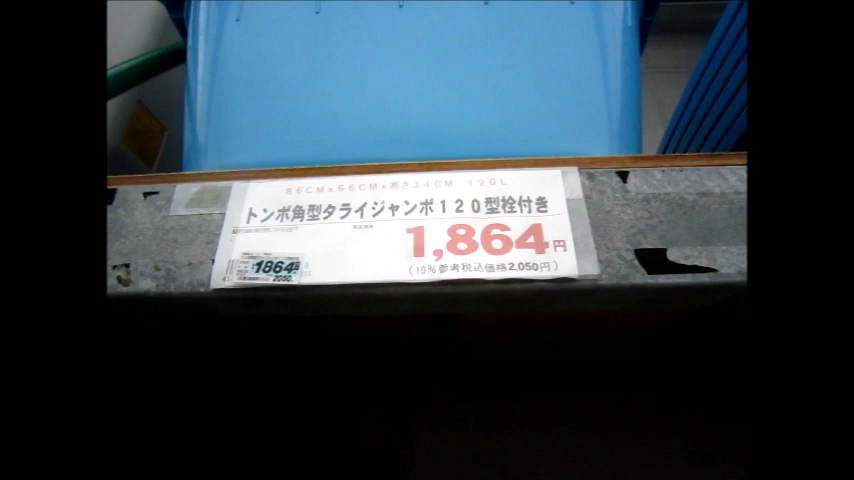 86CM×66CM×高さ34CM 120L
トンボ角型タライジャンボ120型栓付き
1,864円
(10%参考税込価格2,050円)
1864
2050